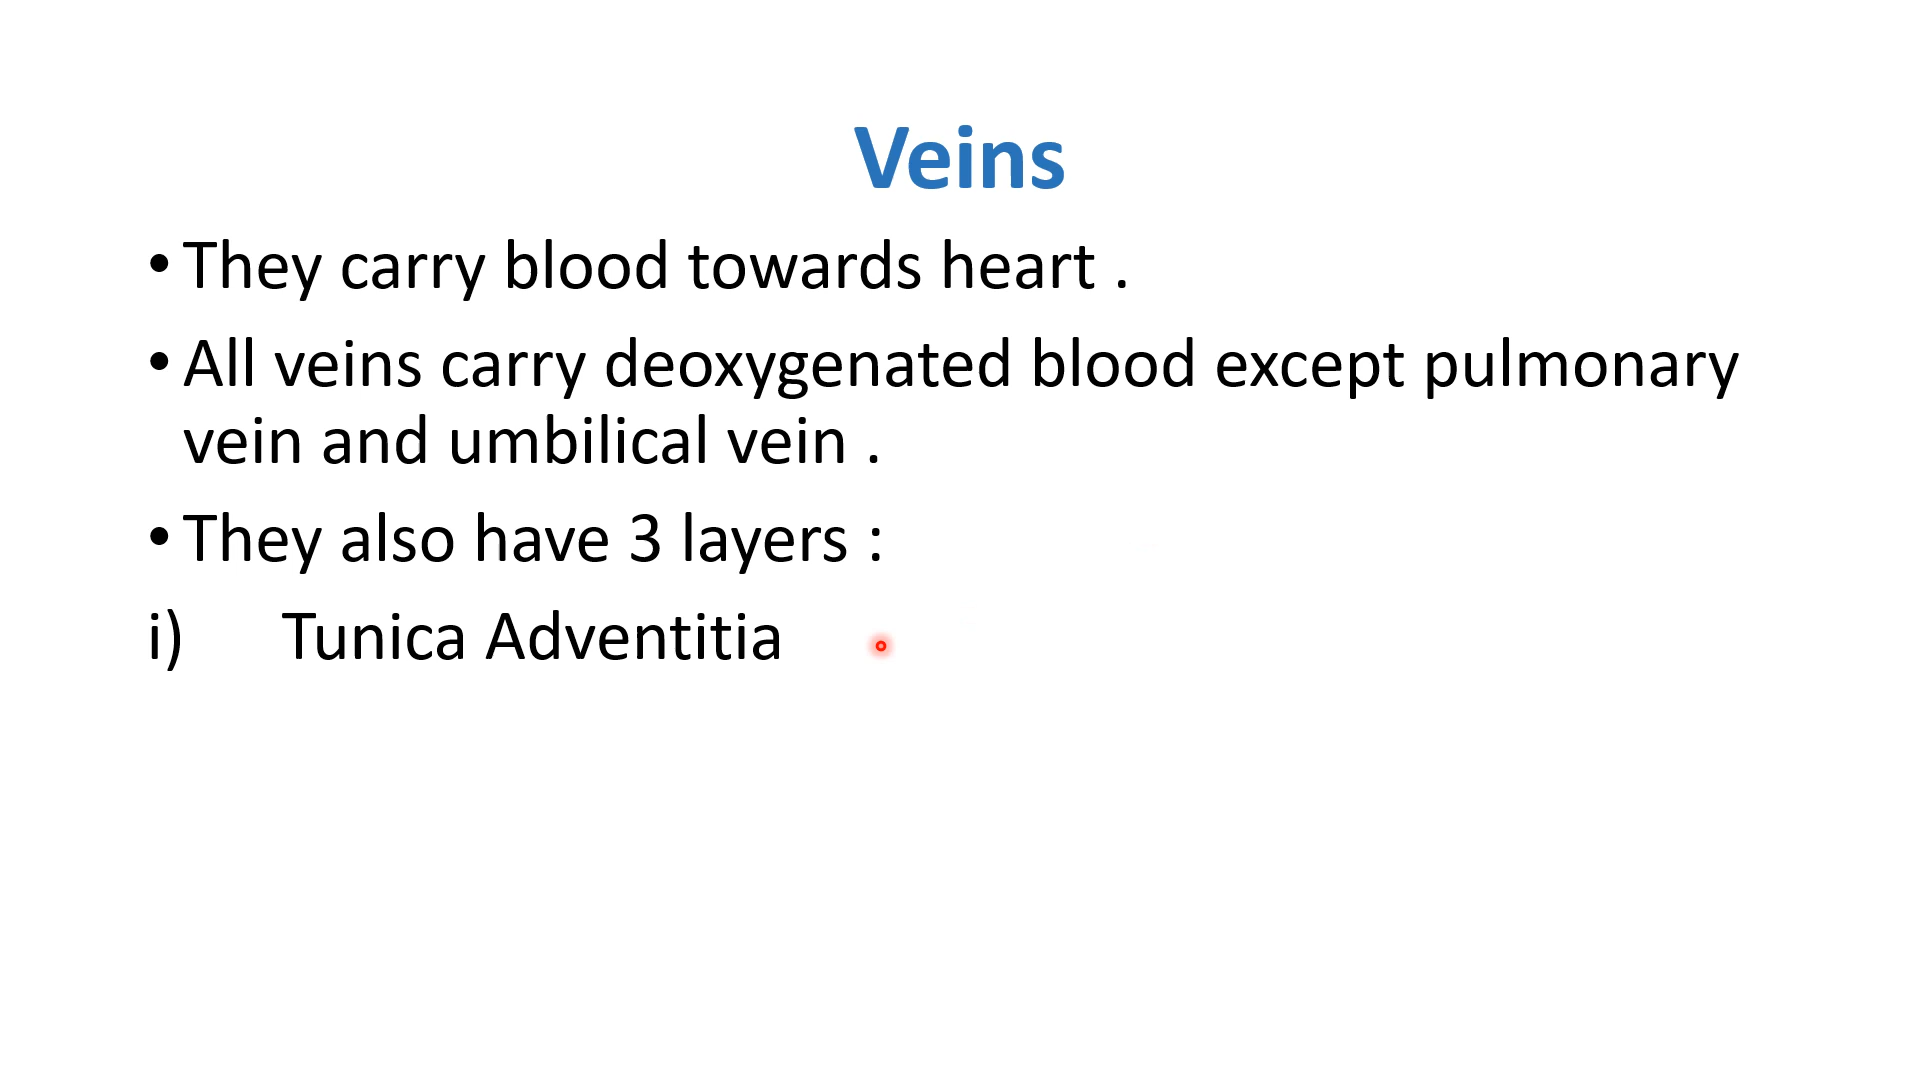 Veins
• They carry blood towards heart .
• All veins carry deoxygenated blood except pulmonary
vein and umbilical vein .
• They also have 3 layers :
i) Tunica Adventitia